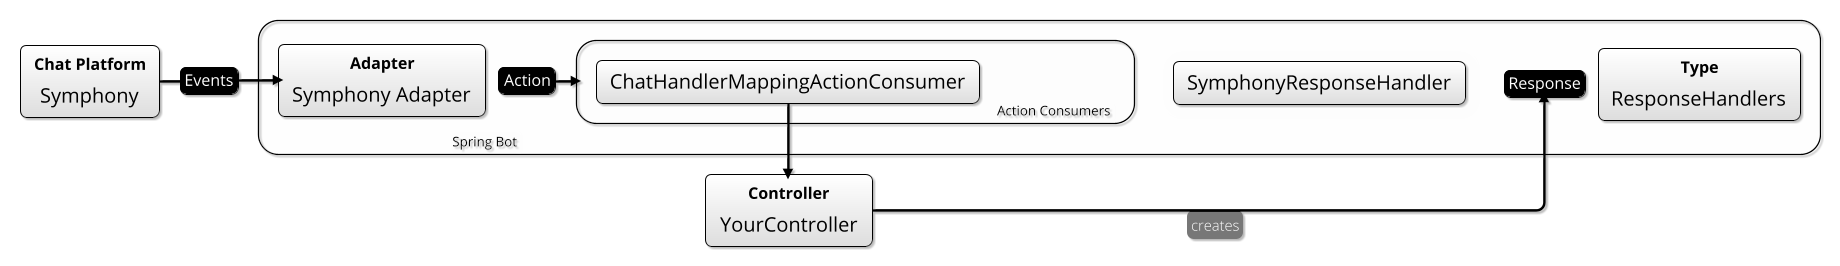 Chat Platform
Symphony
Events
Adapter
Symphony Adapter
Action
ChatHandlerMappingActionConsumer
Action Consumers
SymphonyResponseHandler
Response
Type
ResponseHandlers
Spring Bot
Controller
YourController
creates